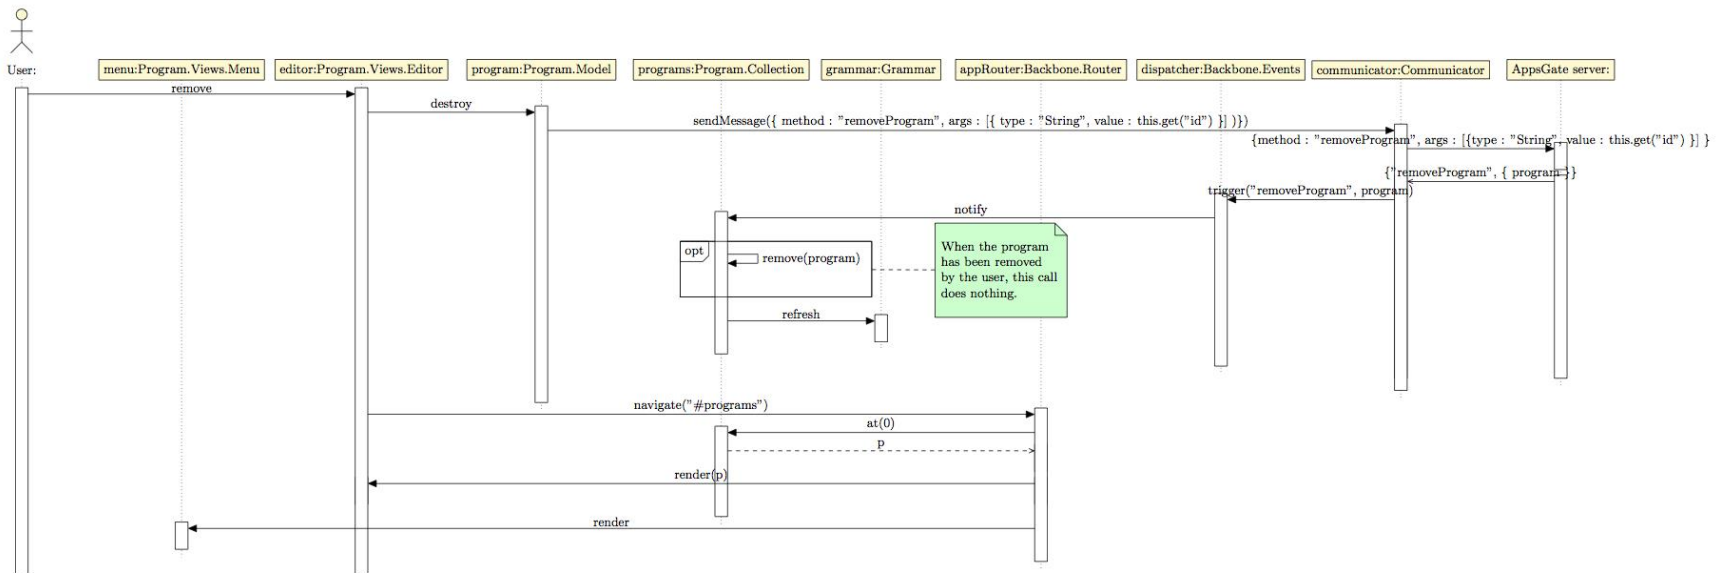 User:
menu:Program.Views.Menu
editor:Program.Views.Editor
program:Program.Model
programs:Program.Collection
grammar:Grammar
appRouter:Backbone.Router
dispatcher:Backbone.Events
communicator:Communicator
AppsGate server:
remove
destroy
sendMessage({ method : "removeProgram", args : [{ type : "String", value : this.get("id") }] )})
{method : "removeProgram", args : [{type : "String", value : this.get("id") }] }
{"removeProgram", { program }}
trigger("removeProgram", program)
notify
opt
remove(program)
When the program
has been removed
by the user, this call
does nothing.
refresh
navigate("#programs")
at(0)
p
render(p)
render